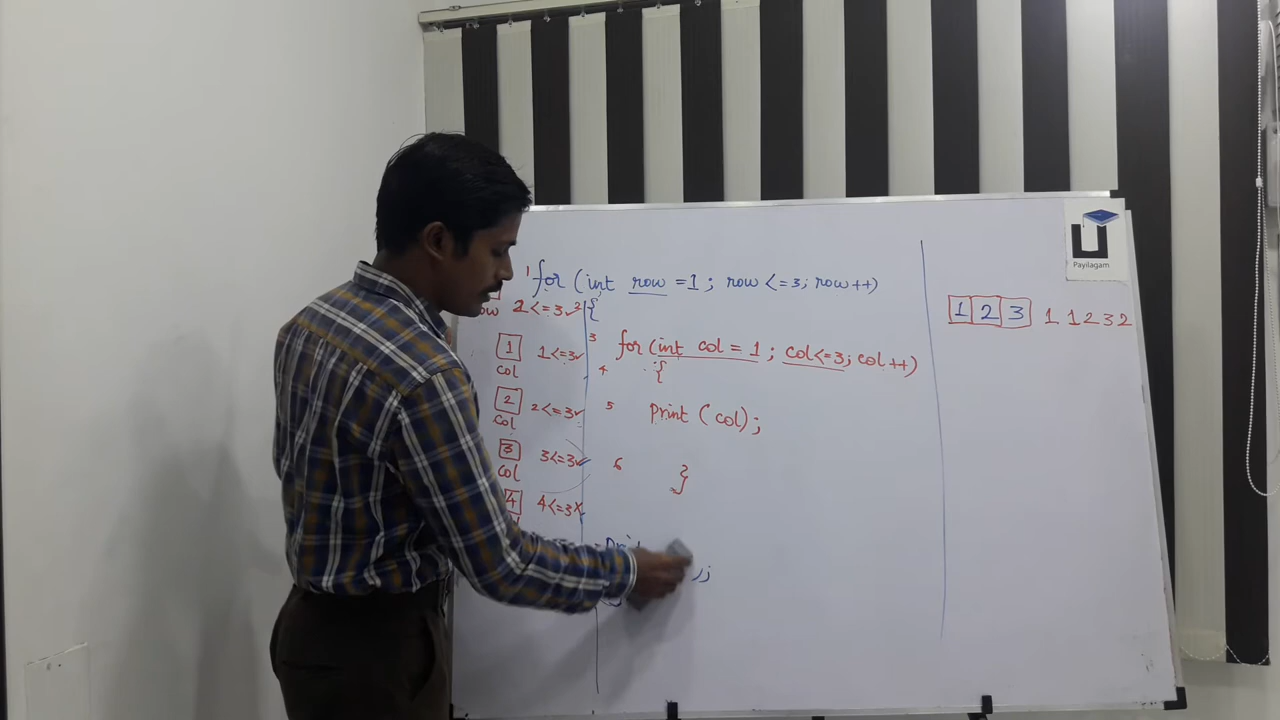 1 for (int row =1; row <=3; row ++)
row 2 <=3 ✓ 2 {
1 1<=3 ✓ 3 for (int col = 1; col<=3; col ++)
col 4 {
2 2<=3 ✓ 5 print (col);
col
3 3<=3 ✓ 6 }
col
4 4<=3 X
);
1 2 3 1 1 2 3 2
Payilagam